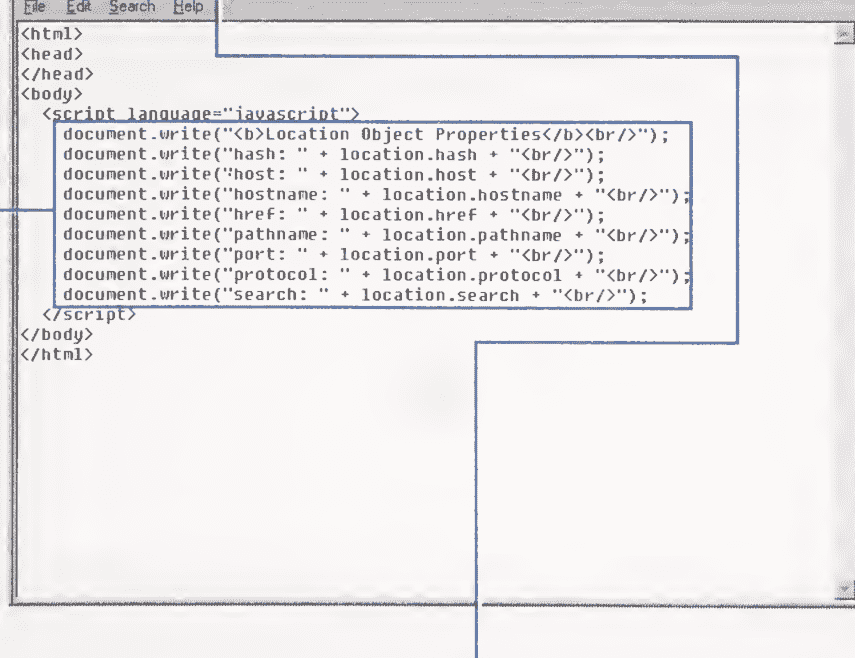 File Edit Search Help
<html>
<head>
</head>
<body>
<script language="javascript">
document.write("<b>Location Object Properties</b><br/>");
document.write("hash: " + location.hash + "<br/>");
document.write("host: " + location.host + "<br/>");
document.write("hostname: " + location.hostname + "<br/>");
document.write("href: " + location.href + "<br/>");
document.write("pathname: " + location.pathname + "<br/>");
document.write("port: " + location.port + "<br/>");
document.write("protocol: " + location.protocol + "<br/>");
document.write("search: " + location.search + "<br/>");
</script>
</body>
</html>